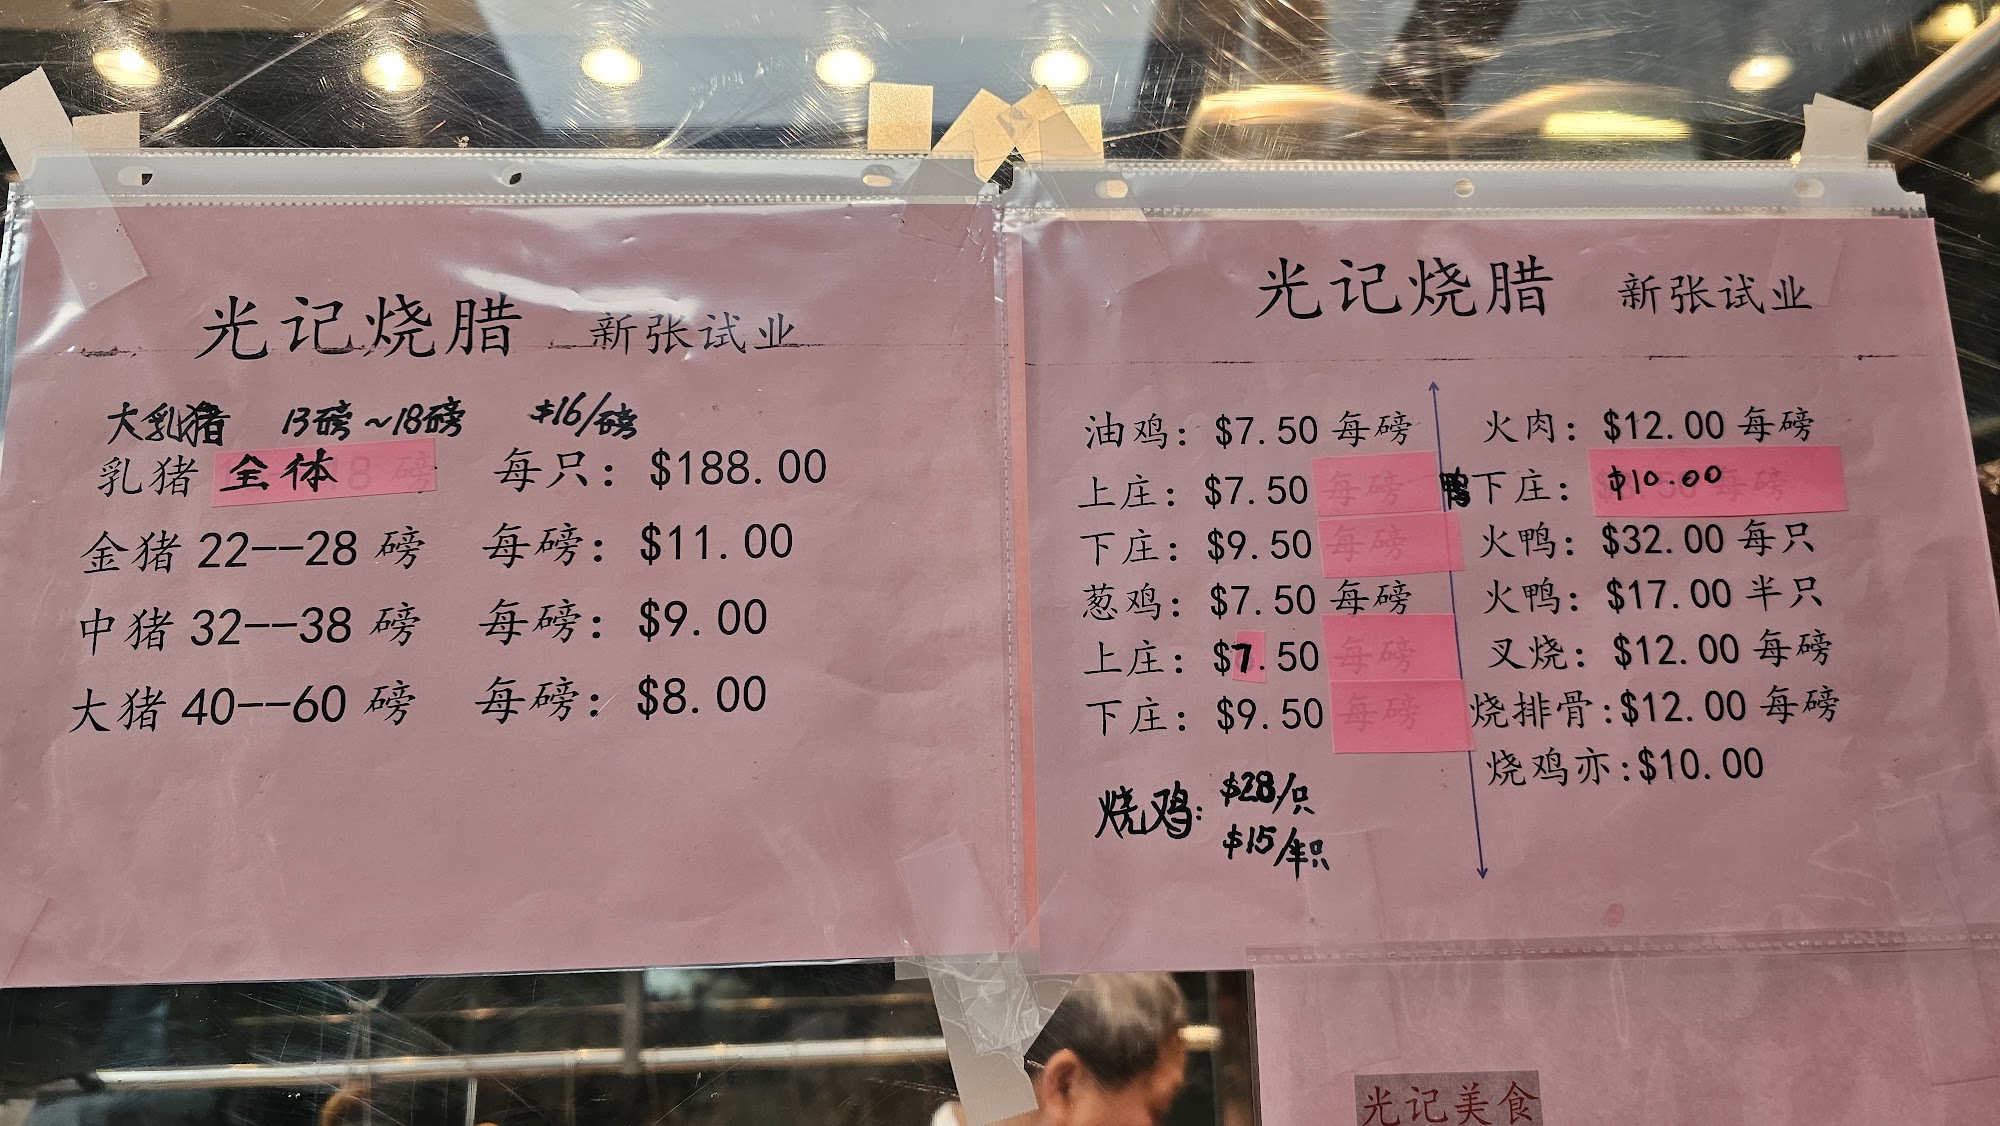 光记烧腊 新张试业
大乳猪 13磅~18磅 $16/磅
乳猪 全体 每只: $188.00
金猪 22--28 磅 每磅: $11.00
中猪 32--38 磅 每磅: $9.00
大猪 40--60 磅 每磅: $8.00
光记烧腊 新张试业
油鸡: $7.50 每磅
上庄: $7.50 每磅
下庄: $9.50 每磅
葱鸡: $7.50 每磅
上庄: $7.50 每磅
下庄: $9.50 每磅
烧鸡: $28/只
$15/半只
火肉: $12.00 每磅
鸭下庄: $10.00
火鸭: $32.00 每只
火鸭: $17.00 半只
叉烧: $12.00 每磅
烧排骨:$12.00 每磅
烧鸡亦:$10.00
光记美食